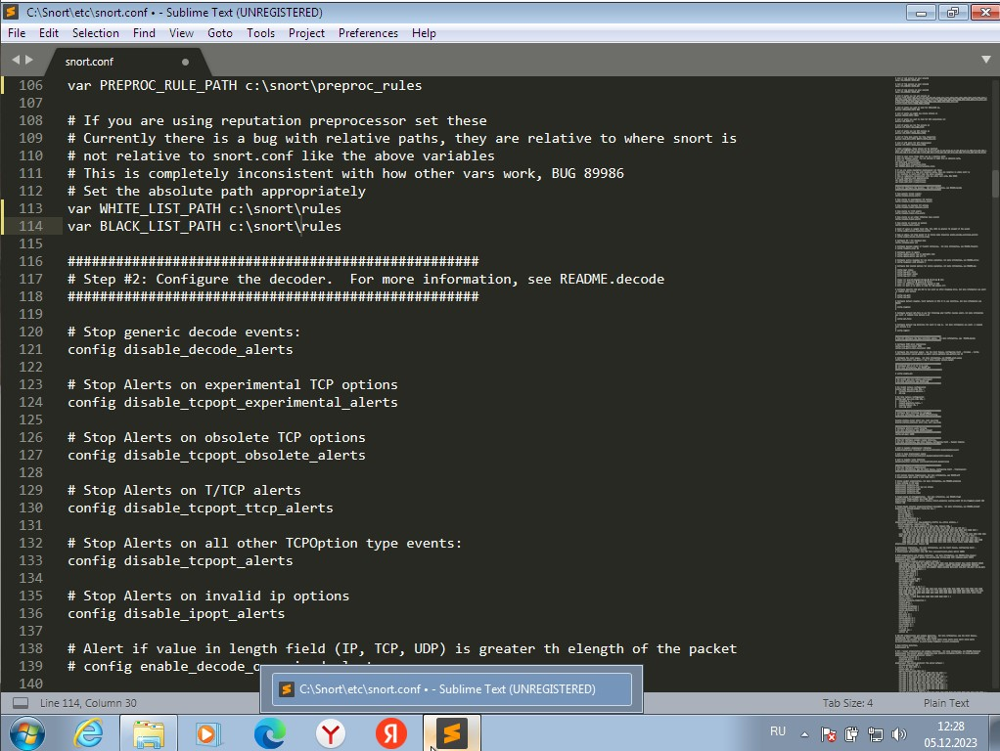 C:\Snort\etc\snort.conf • - Sublime Text (UNREGISTERED)
File Edit Selection Find View Goto Tools Project Preferences Help
snort.conf
106 var PREPROC_RULE_PATH c:\snort\preproc_rules
107
108 # If you are using reputation preprocessor set these
109 # Currently there is a bug with relative paths, they are relative to where snort is
110 # not relative to snort.conf like the above variables
111 # This is completely inconsistent with how other vars work, BUG 89986
112 # Set the absolute path appropriately
113 var WHITE_LIST_PATH c:\snort\rules
114 var BLACK_LIST_PATH c:\snort\rules
115
116 ###################################################
117 # Step #2: Configure the decoder.  For more information, see README.decode
118 ###################################################
119
120 # Stop generic decode events:
121 config disable_decode_alerts
122
123 # Stop Alerts on experimental TCP options
124 config disable_tcpopt_experimental_alerts
125
126 # Stop Alerts on obsolete TCP options
127 config disable_tcpopt_obsolete_alerts
128
129 # Stop Alerts on T/TCP alerts
130 config disable_tcpopt_ttcp_alerts
131
132 # Stop Alerts on all other TCPOption type events:
133 config disable_tcpopt_alerts
134
135 # Stop Alerts on invalid ip options
136 config disable_ipopt_alerts
137
138 # Alert if value in length field (IP, TCP, UDP) is greater th elength of the packet
139 # config
140
C:\Snort\etc\snort.conf • - Sublime Text (UNREGISTERED)
Line 114, Column 30
Tab Size: 4
Plain Text
RU
12:28
05.12.2023